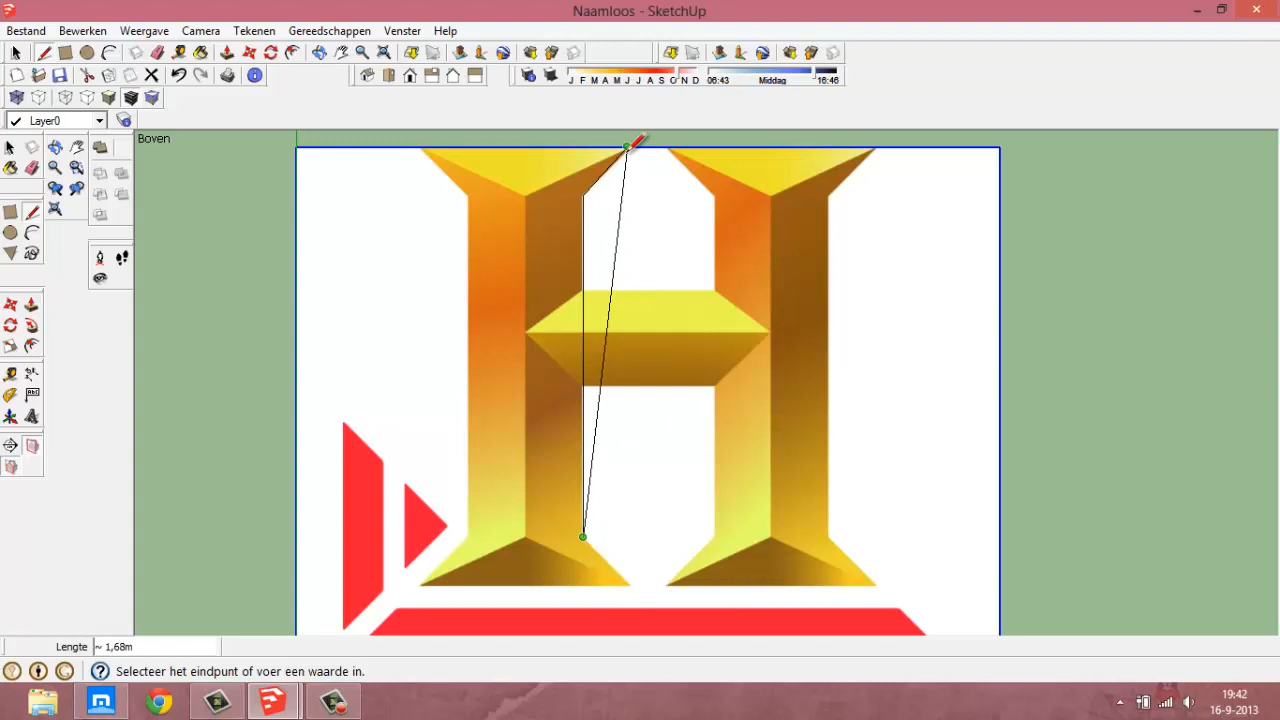 Naamloos - SketchUp
Bestand Bewerken Weergave Camera Tekenen Gereedschappen Venster Help
J F M A M J J A S O N D 06:43 Middag 16:46
Layer0
Boven
H
Lengte ~ 1,68m
Selecteer het eindpunt of voer een waarde in.
19:42
16-9-2013